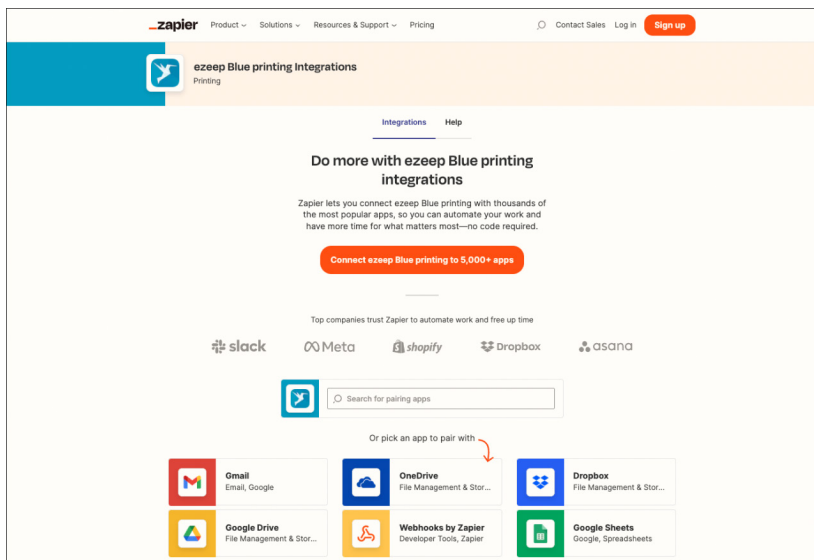 _zapier Product Solutions Resources & Support Pricing Contact Sales Log in Sign up
ezeep Blue printing Integrations
Printing
Integrations Help
Do more with ezeep Blue printing
integrations
Zapier lets you connect ezeep Blue printing with thousands of
the most popular apps, so you can automate your work and
have more time for what matters most—no code required.
Connect ezeep Blue printing to 5,000+ apps
Top companies trust Zapier to automate work and free up time
slack Meta shopify Dropbox asana
Search for pairing apps
Or pick an app to pair with
Gmail
Email, Google
OneDrive
File Management & Stor...
Dropbox
File Management & Stor...
Google Drive
File Management & Stor...
Webhooks by Zapier
Developer Tools, Zapier
Google Sheets
Google, Spreadsheets